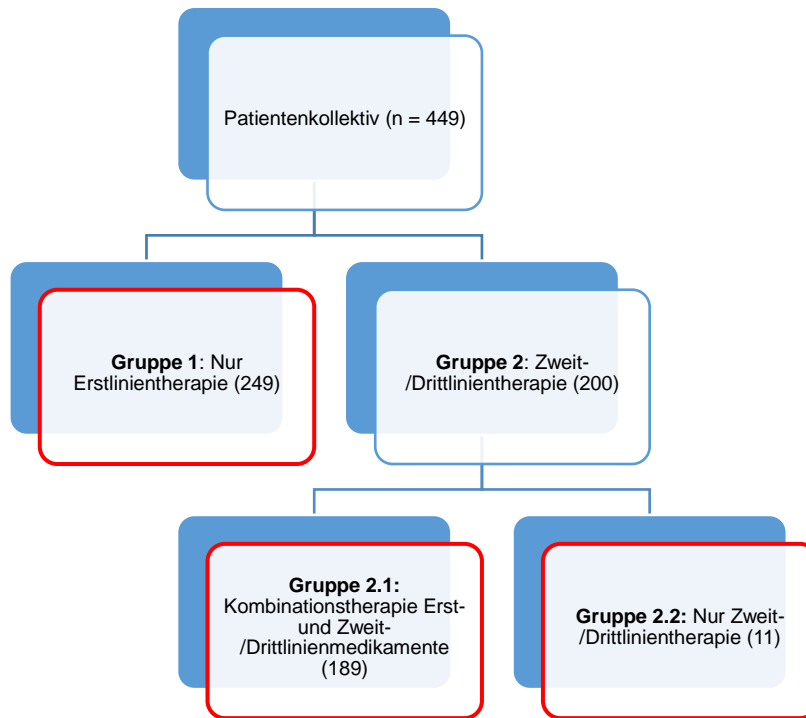 Patientenkollektiv (n = 449)
Gruppe 1: Nur
Erstlinientherapie (249)
Gruppe 2: Zweit-
/Drittlinientherapie (200)
Gruppe 2.1:
Kombinationstherapie Erst-
und Zweit-
/Drittlinienmedikamente
(189)
Gruppe 2.2: Nur Zweit-
/Drittlinientherapie (11)